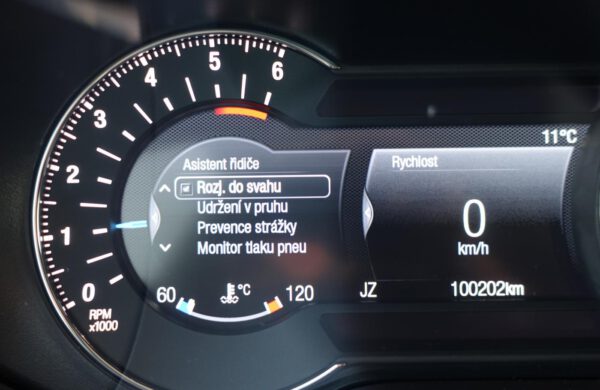 6
5
4
3
2
1
0
RPM
x1000
11°C
Asistent řidiče
Rozj. do svahu
Udržení v pruhu
Prevence strážky
Monitor tlaku pneu
60 °C 120
Rychlost
0
km/h
JZ 100202km